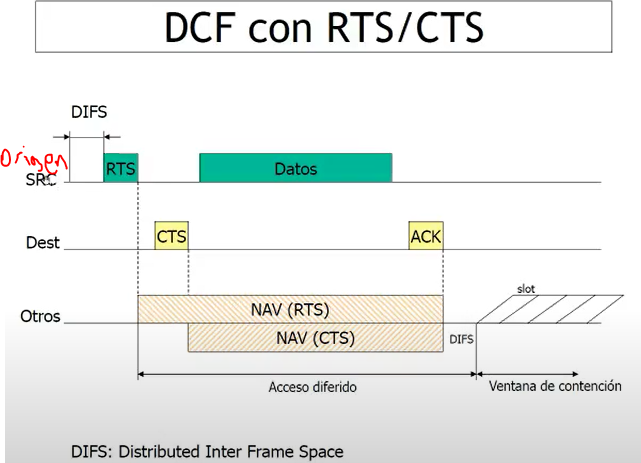 DCF con RTS/CTS
DIFS
Origen
SRC
RTS
Datos
Dest
CTS
ACK
Otros
NAV (RTS)
NAV (CTS)
DIFS
slot
Acceso diferido
Ventana de contención
DIFS: Distributed Inter Frame Space